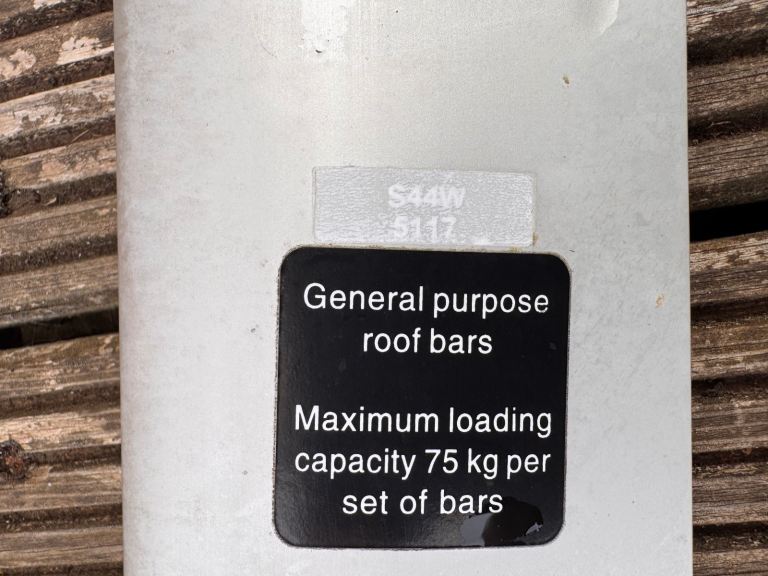 S44W
5117
General purpose
roof bars
Maximum loading
capacity 75 kg per
set of bars